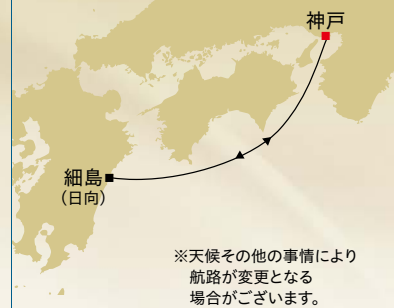 神戸
細島
（日向）
※天候その他の事情により
航路が変更となる
場合がございます。